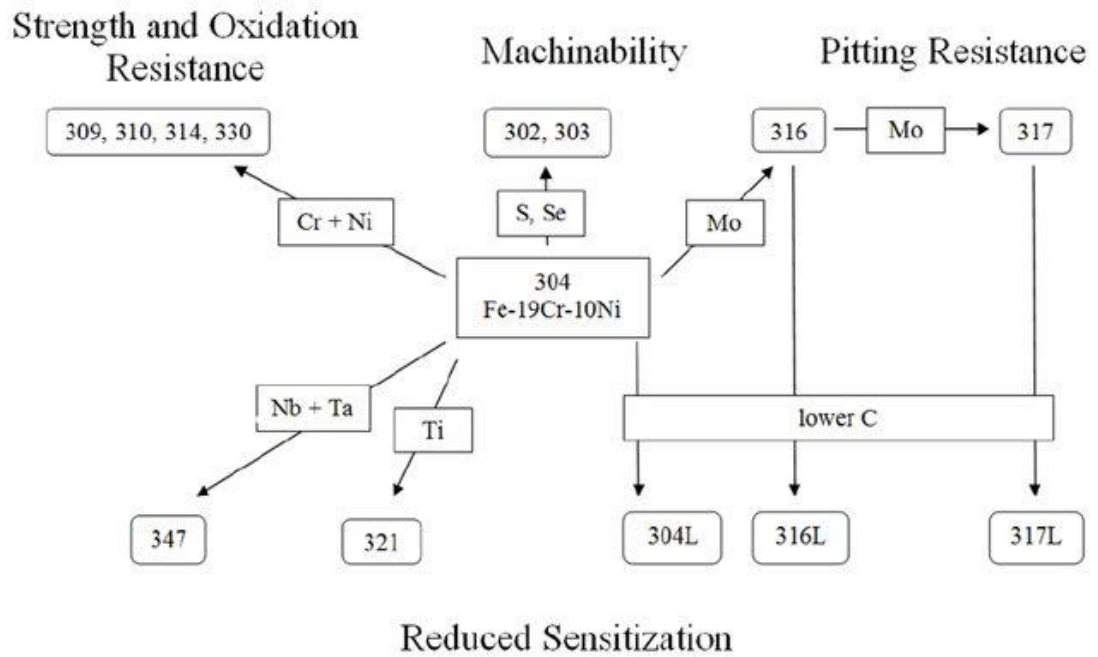 Strength and Oxidation
Resistance
Machinability
Pitting Resistance
309, 310, 314, 330
302, 303
316
Mo
317
Cr + Ni
S, Se
Mo
304
Fe-19Cr-10Ni
Nb + Ta
Ti
lower C
347
321
304L
316L
317L
Reduced Sensitization